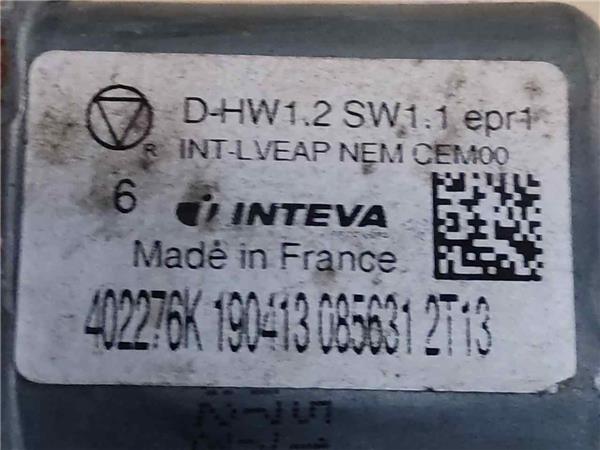 D-HW1.2 SW1.1 epr1
R INT-LVEAP NEM CEM00
6 INTEVA
Made in France
402276K 190413 085631 2T13